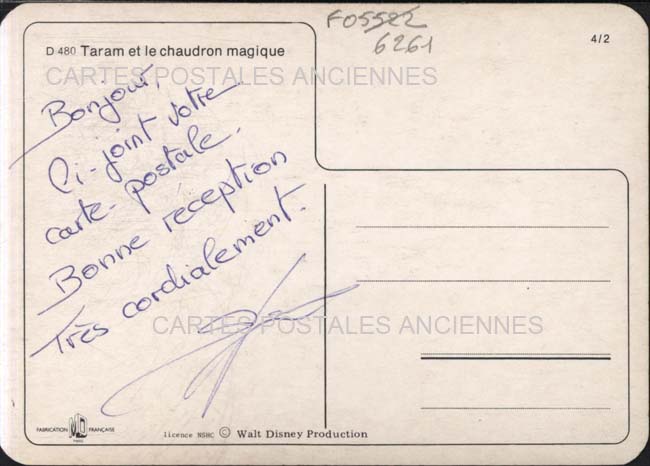 F05522
6261
4/2
D 480 Taram et le chaudron magique
CARTES POSTALES ANCIENNES
Bonjour,
Ci-joint votre
carte-postale.
Bonne reception
Très cordialement.
CARTES POSTALES ANCIENNES
FABRICATION FRANÇAISE
licence NSHC © Walt Disney Production